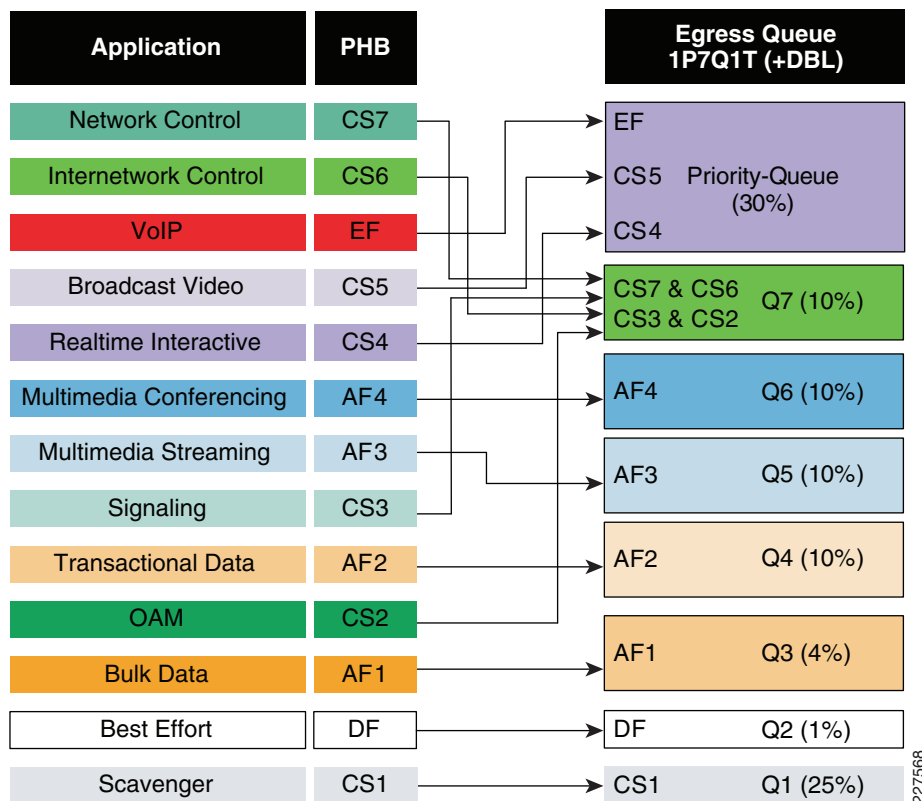 Application
PHB
Egress Queue
1P7Q1T (+DBL)
Network Control
CS7
Internetwork Control
CS6
VoIP
EF
Broadcast Video
CS5
Realtime Interactive
CS4
Multimedia Conferencing
AF4
Multimedia Streaming
AF3
Signaling
CS3
Transactional Data
AF2
OAM
CS2
Bulk Data
AF1
Best Effort
DF
Scavenger
CS1
EF
CS5 Priority-Queue
(30%)
CS4
CS7 & CS6
CS3 & CS2
Q7 (10%)
AF4 Q6 (10%)
AF3 Q5 (10%)
AF2 Q4 (10%)
AF1 Q3 (4%)
DF Q2 (1%)
CS1 Q1 (25%)
227568